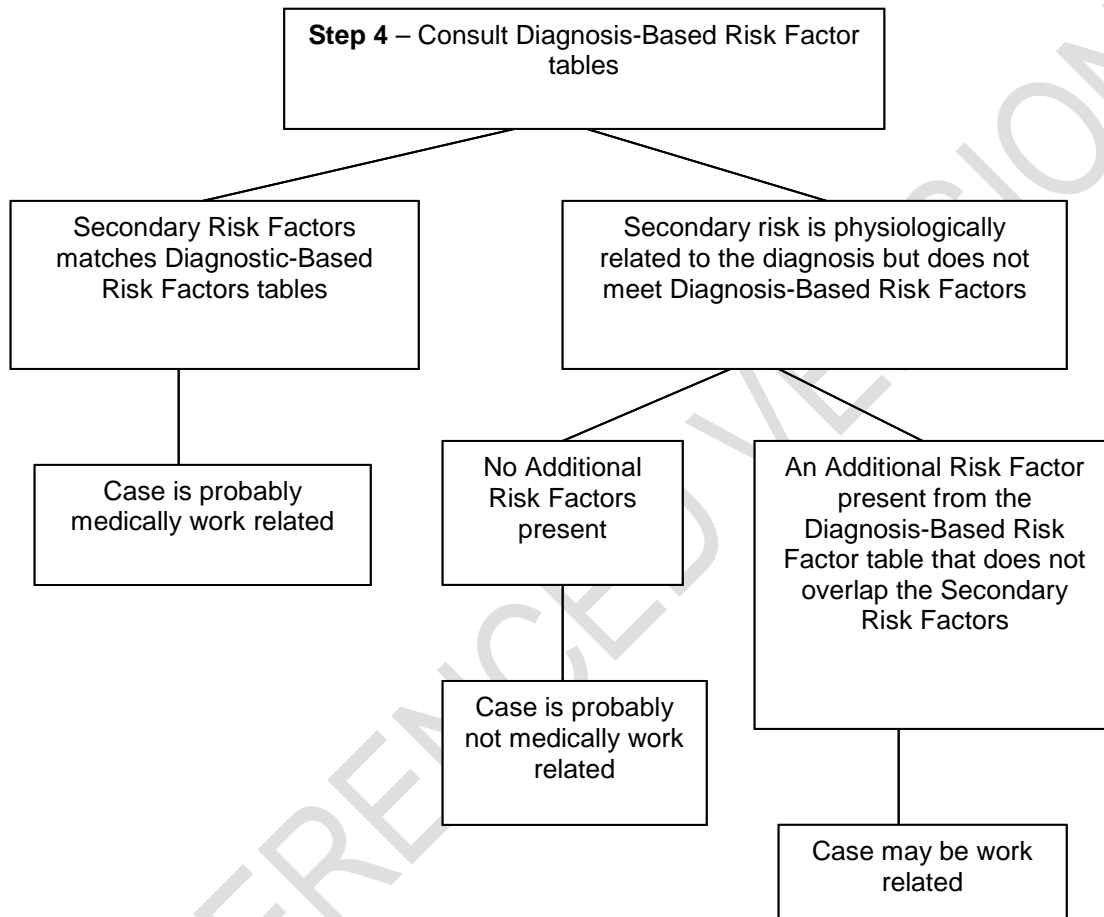 Step 4 – Consult Diagnosis-Based Risk Factor
tables
Secondary Risk Factors
matches Diagnostic-Based
Risk Factors tables
Secondary risk is physiologically
related to the diagnosis but does not
meet Diagnosis-Based Risk Factors
Case is probably
medically work related
No Additional
Risk Factors
present
An Additional Risk Factor
present from the
Diagnosis-Based Risk
Factor table that does not
overlap the Secondary
Risk Factors
Case is probably
not medically work
related
Case may be work
related
ERENCED VERSION